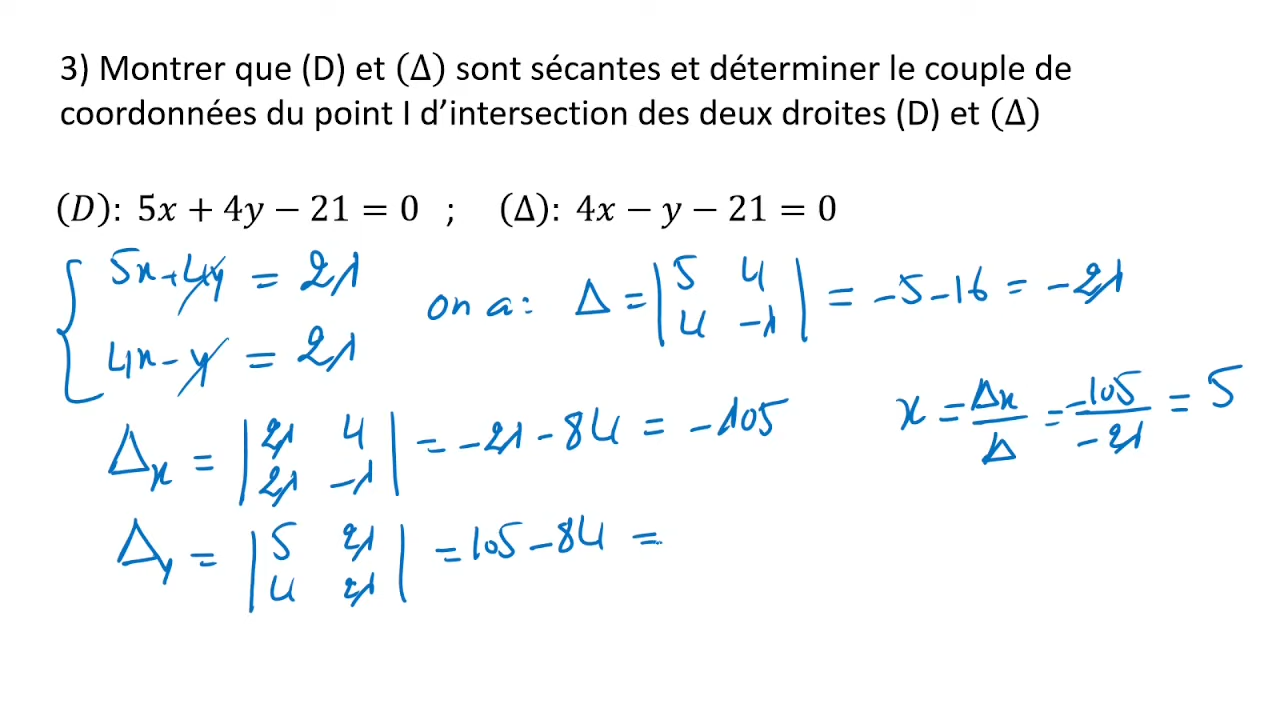 3) Montrer que (D) et (Δ) sont sécantes et déterminer le couple de
coordonnées du point I d’intersection des deux droites (D) et (Δ)
(D): 5x + 4y − 21 = 0 ; (Δ): 4x − y − 21 = 0
{ 5x + 4y = 21
4x - y = 21
on a : Δ = | 5 4 |
| 4 -1 | = -5 - 16 = -21
Δx = | 21 4 |
| 21 -1 | = -21 - 84 = -105
x = Δx/Δ = -105/-21 = 5
Δy = | 5 21 |
| 4 21 | = 105 - 84 =